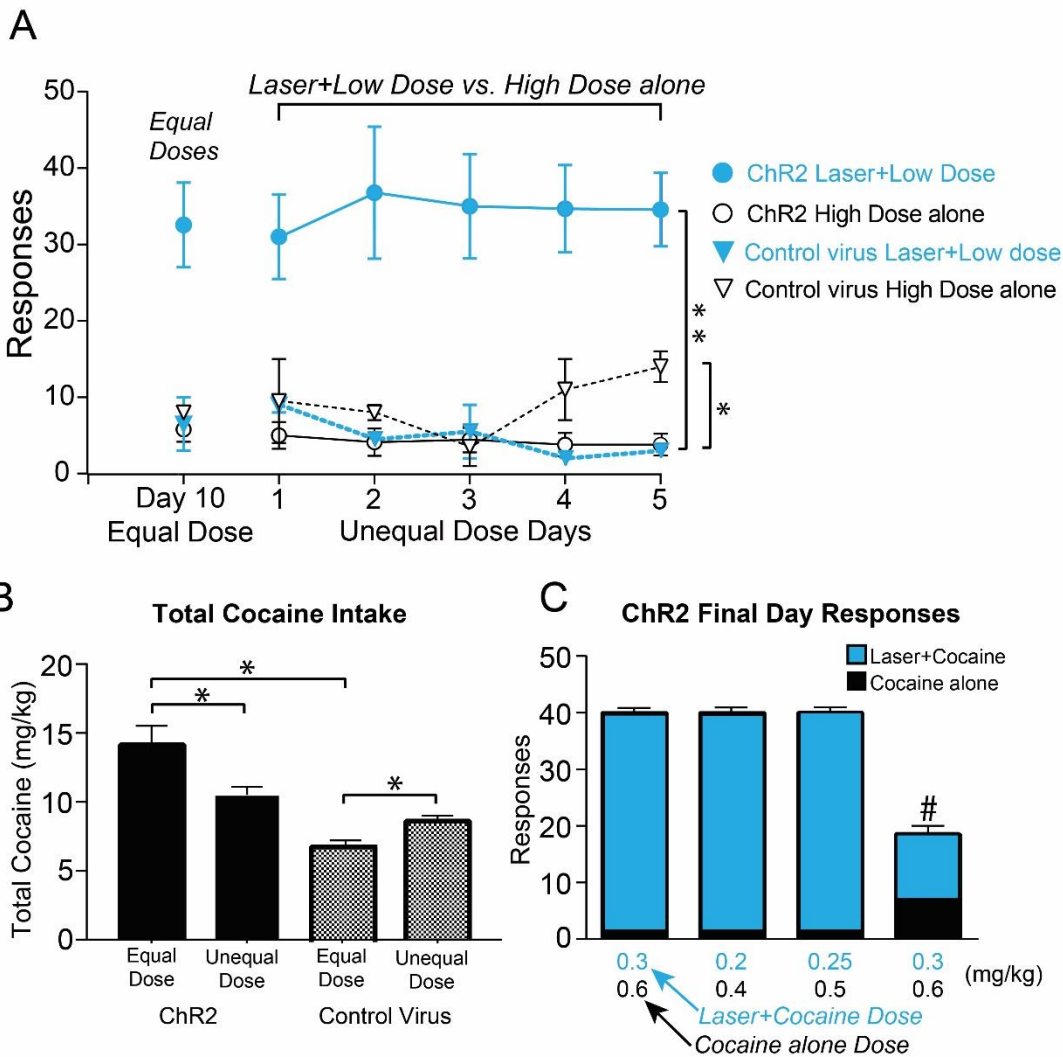 A
Laser+Low Dose vs. High Dose alone
Equal
Doses
50
40
30
20
10
0
Responses
ChR2 Laser+Low Dose
ChR2 High Dose alone
Control virus Laser+Low dose
Control virus High Dose alone
**
*
Day 10
Equal Dose
1
2
3
4
5
Unequal Dose Days
B
Total Cocaine Intake
Total Cocaine (mg/kg)
20
15
10
5
0
*
*
*
Equal
Dose
Unequal
Dose
Equal
Dose
Unequal
Dose
ChR2
Control Virus
C
ChR2 Final Day Responses
Laser+Cocaine
Cocaine alone
Responses
50
40
30
20
10
0
#
0.3 0.2 0.25 0.3
0.6 0.4 0.5 0.6
(mg/kg)
Laser+Cocaine Dose
Cocaine alone Dose